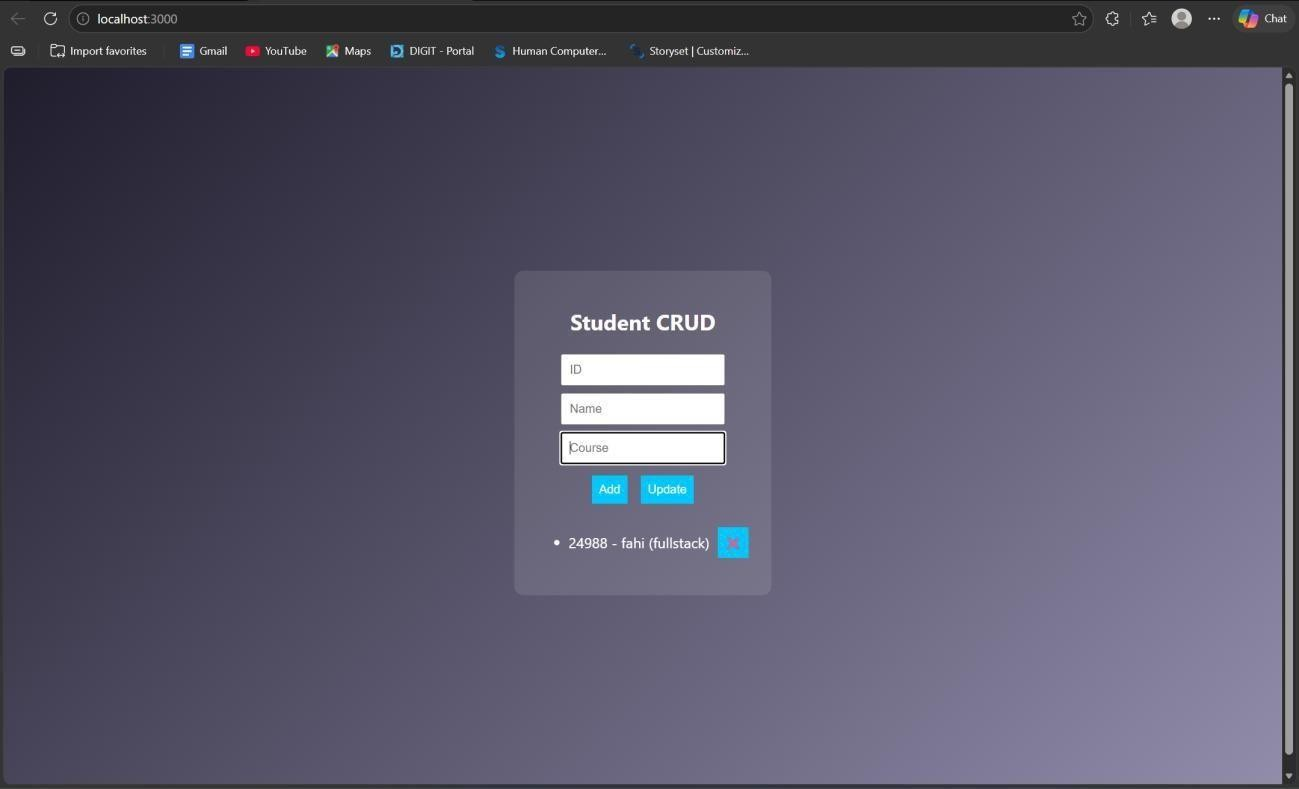 localhost:3000
Chat
Import favorites
Gmail
YouTube
Maps
DIGIT - Portal
Human Computer...
Storyset | Customiz...
Student CRUD
ID
Name
Course
Add Update
• 24988 - fahi (fullstack)